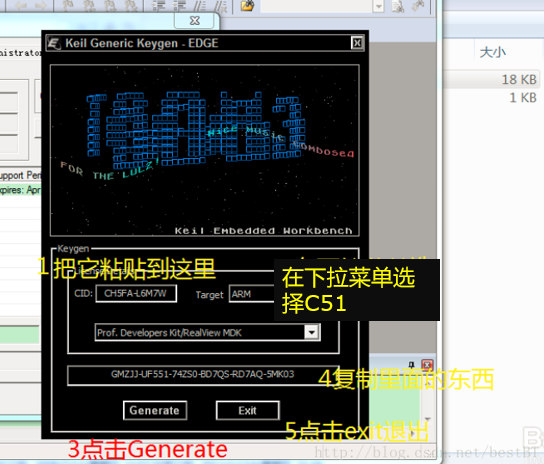 大小
Keil Generic Keygen - EDGE
nistrator
18 KB
1 KB
NiCE MUSiC COMPOSED
FOR THE LULZ!
upport Peri
xpires: Apr
Keil Embedded Workbench
Keygen
1把它粘贴到这里
在下拉菜单选
择C51
CID:
CH5FA-L6M7W
Target
ARM
Prof. Developers Kit/RealView MDK
GMZJJ-UF551-74ZS0-BD7QS-RD7AQ-5MK03
4复制里面的东西
Generate
Exit
5点击exit退出
3点击Generate